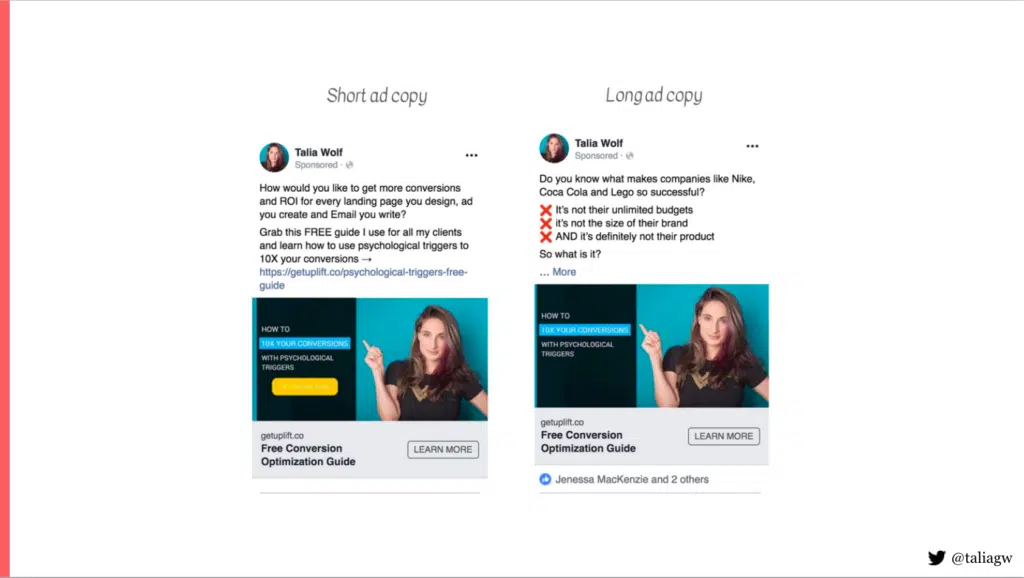 Short ad copy
Talia Wolf
Sponsored ·
How would you like to get more conversions
and ROI for every landing page you design, ad
you create and Email you write?
Grab this FREE guide I use for all my clients
and learn how to use psychological triggers to
10X your conversions →
https://getuplift.co/psychological-triggers-free-
guide
HOW TO
10X YOUR CONVERSIONS
WITH PSYCHOLOGICAL
TRIGGERS
getuplift.co
Free Conversion
Optimization Guide
LEARN MORE
Long ad copy
Talia Wolf
Sponsored ·
Do you know what makes companies like Nike,
Coca Cola and Lego so successful?
❌ It's not their unlimited budgets
❌ it's not the size of their brand
❌ AND it's definitely not their product
So what is it?
... More
HOW TO
10X YOUR CONVERSIONS
WITH PSYCHOLOGICAL
TRIGGERS
getuplift.co
Free Conversion
Optimization Guide
LEARN MORE
Jenessa MacKenzie and 2 others
@taliagw